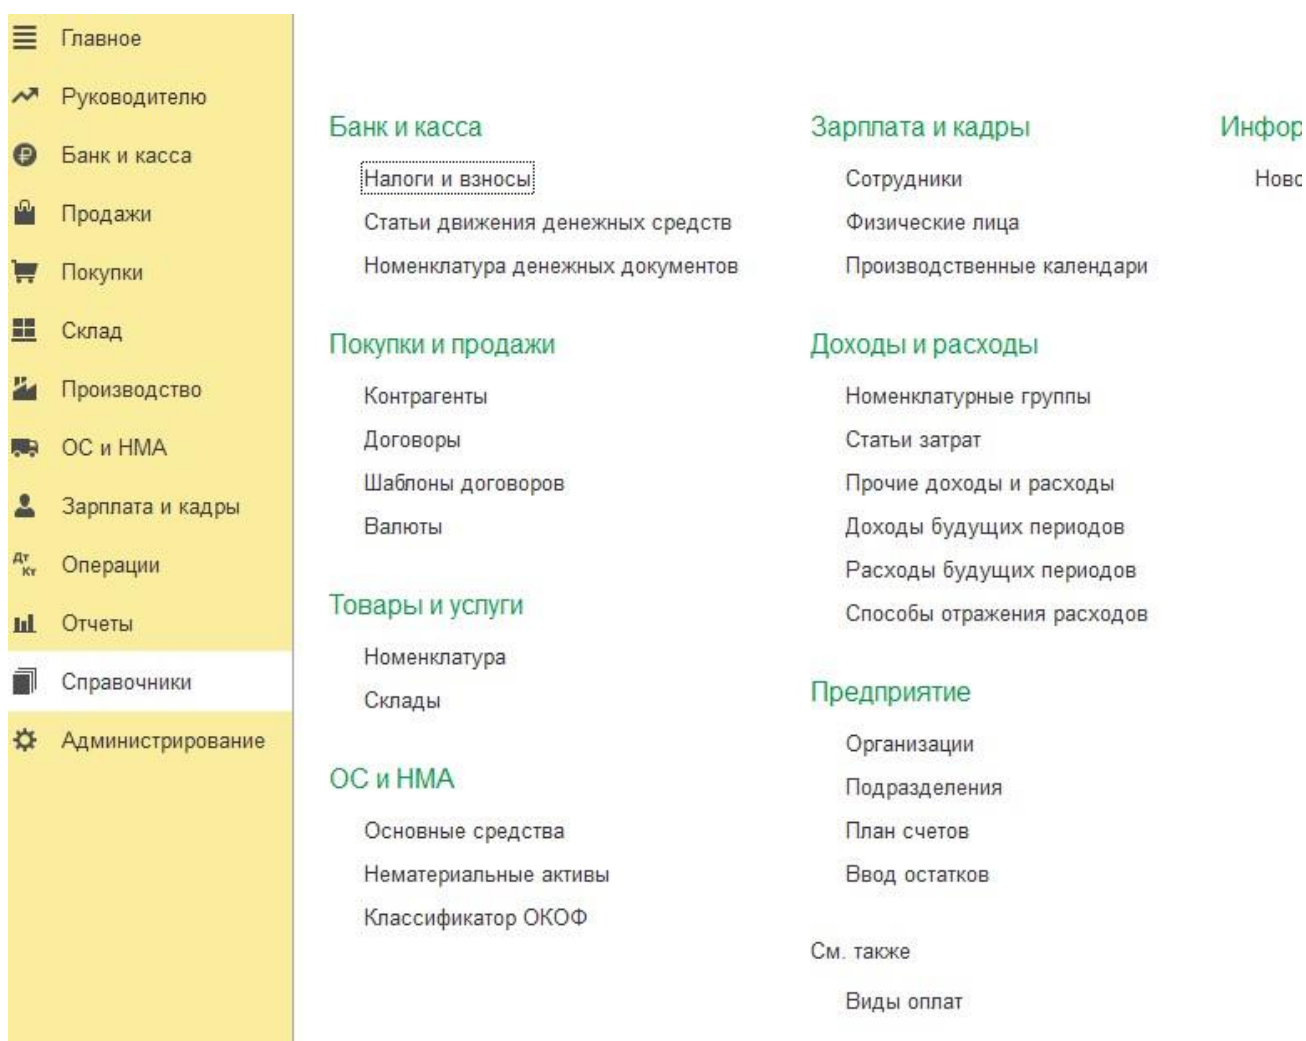 Главное
Руководителю
Банк и касса
Продажи
Покупки
Склад
Производство
ОС и НМА
Зарплата и кадры
Дт
Кт
Операции
Отчеты
Справочники
Администрирование
Банк и касса
Налоги и взносы
Статьи движения денежных средств
Номенклатура денежных документов
Покупки и продажи
Контрагенты
Договоры
Шаблоны договоров
Валюты
Товары и услуги
Номенклатура
Склады
ОС и НМА
Основные средства
Нематериальные активы
Классификатор ОКОФ
Зарплата и кадры
Сотрудники
Физические лица
Производственные календари
Доходы и расходы
Номенклатурные группы
Статьи затрат
Прочие доходы и расходы
Доходы будущих периодов
Расходы будущих периодов
Способы отражения расходов
Предприятие
Организации
Подразделения
План счетов
Ввод остатков
См. также
Виды оплат